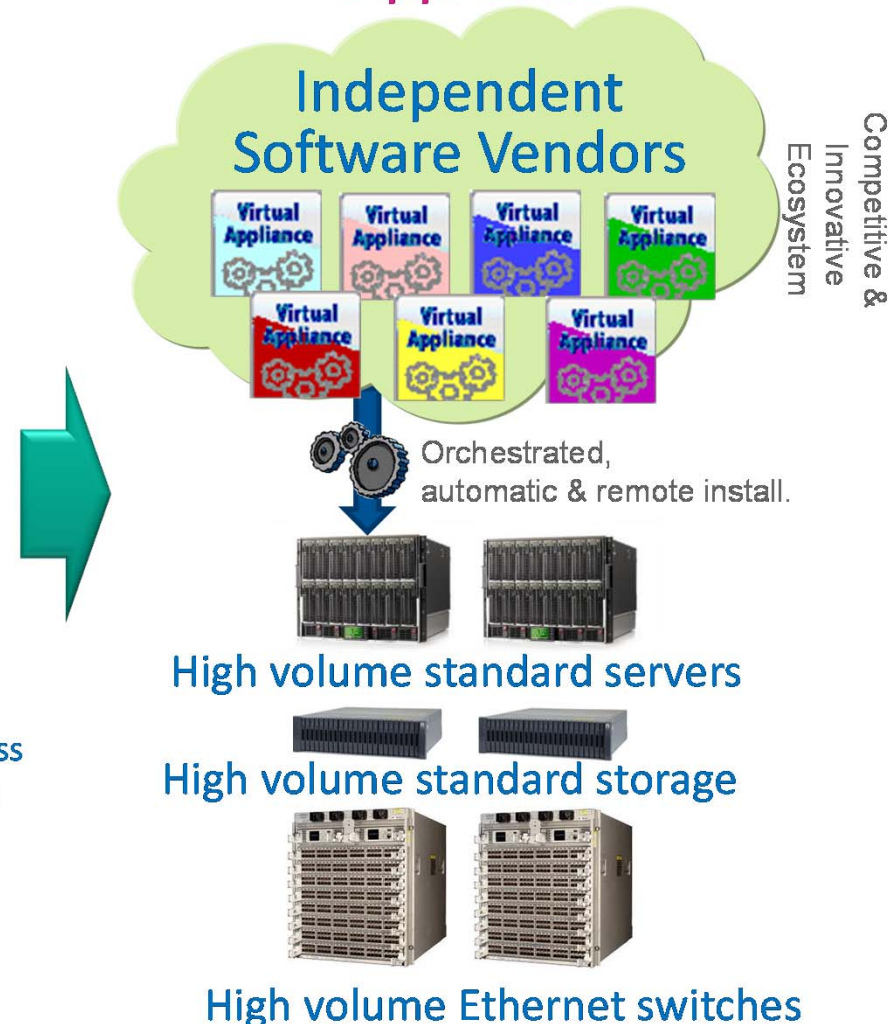 Independent
Software Vendors
Virtual
Appliance
Virtual
Appliance
Virtual
Appliance
Virtual
Appliance
Virtual
Appliance
Virtual
Appliance
Virtual
Appliance
Competitive &
Innovative
Ecosystem
Orchestrated,
automatic & remote install.
High volume standard servers
ss
High volume standard storage
High volume Ethernet switches